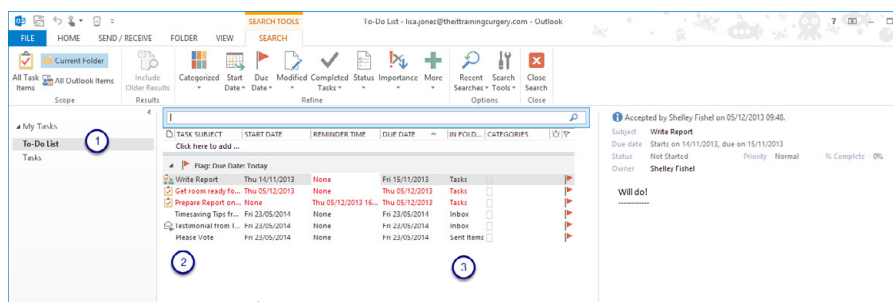 SEARCH TOOLS
To-Do List - lisa.jones@theittrainingsurgery.com - Outlook
FILE HOME SEND / RECEIVE FOLDER VIEW SEARCH
All Task Items
Current Folder
All Outlook Items
Include Older Results
Categorized
Start Date
Due Date
Modified
Completed Tasks
Status
Importance
More
Recent Searches
Search Tools
Close Search
Scope Results Refine Options Close
My Tasks
To-Do List
Tasks
1
TASK SUBJECT START DATE REMINDER TIME DUE DATE IN FOLD... CATEGORIES
Click here to add ...
Flag: Due Date: Today
Write Report Thu 14/11/2013 None Fri 15/11/2013 Tasks
Get room ready fo... Thu 05/12/2013 None Thu 05/12/2013 Tasks
Prepare Report on... None Thu 05/12/2013 16... Thu 05/12/2013 Tasks
Timesaving Tips fr... Fri 23/05/2014 None Fri 23/05/2014 Inbox
Testimonial from T... Fri 23/05/2014 None Fri 23/05/2014 Inbox
Please Vote Fri 23/05/2014 None Fri 23/05/2014 Sent Items
2
3
Accepted by Shelley Fishel on 05/12/2013 09:40.
Subject Write Report
Due date Starts on 14/11/2013, due on 15/11/2013
Status Not Started Priority Normal % Complete 0%
Owner Shelley Fishel
Will do!
------------